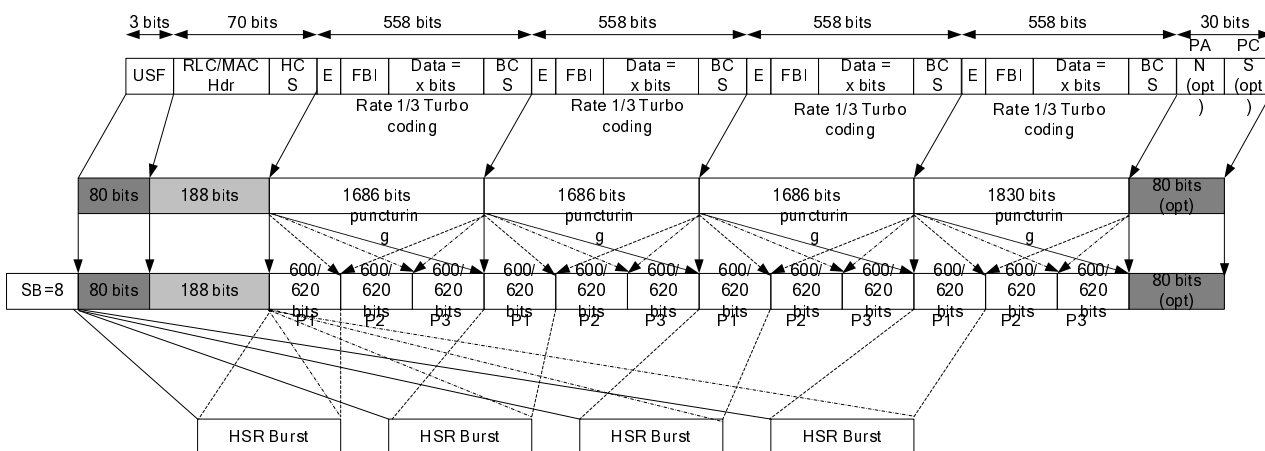 3 bits 70 bits 558 bits 558 bits 558 bits 558 bits 30 bits
USF RLC/MAC Hdr HC S E FBI Data = x bits BC S E FBI Data = x bits BC S E FBI Data = x bits BC S E FBI Data = x bits BC S PA N (opt ) PC S (opt )
Rate 1/3 Turbo coding Rate 1/3 Turbo coding Rate 1/3 Turbo coding Rate 1/3 Turbo coding
80 bits 188 bits 1686 bits puncturin g 1686 bits puncturin g 1686 bits puncturin g 1830 bits puncturin g 80 bits (opt)
SB=8 80 bits 188 bits 600/ 620 bits 600/ 620 bits 600/ 620 bits 600/ 620 bits 600/ 620 bits 600/ 620 bits 600/ 620 bits 600/ 620 bits 600/ 620 bits 600/ 620 bits 600/ 620 bits 600/ 620 bits 80 bits (opt)
P1 P2 P3 P1 P2 P3 P1 P2 P3 P1 P2 P3
HSR Burst HSR Burst HSR Burst HSR Burst